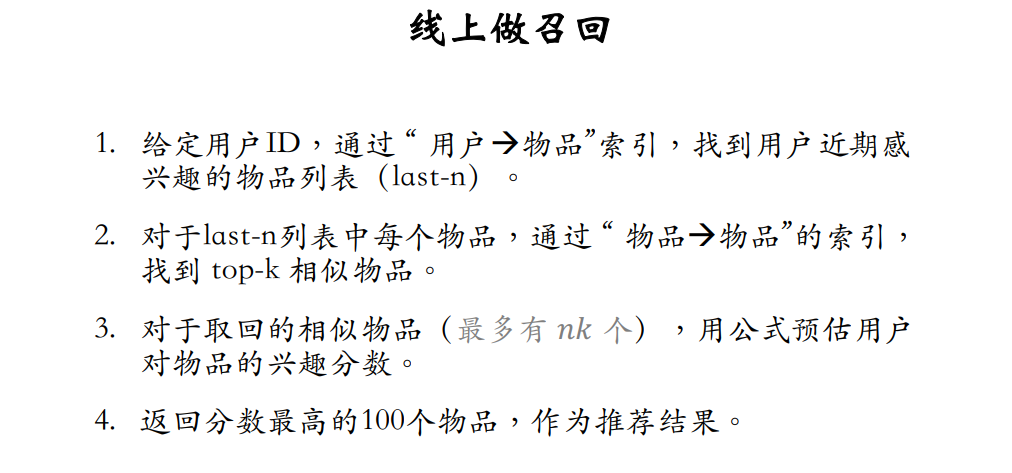 线上做召回
1. 给定用户ID，通过“ 用户→物品”索引，找到用户近期感
兴趣的物品列表（last-n）。
2. 对于last-n列表中每个物品，通过“ 物品→物品”的索引，
找到 top-k 相似物品。
3. 对于取回的相似物品（最多有 nk 个），用公式预估用户
对物品的兴趣分数。
4. 返回分数最高的100个物品，作为推荐结果。